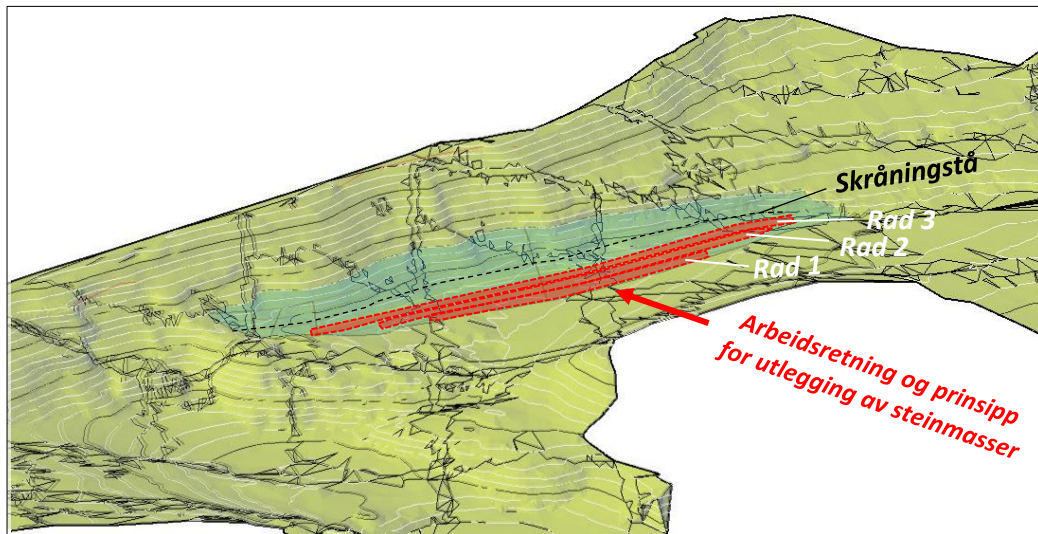 Skråningstå
Rad 3
Rad 2
Rad 1
Arbeidsretning og prinsipp
for utlegging av steinmasser